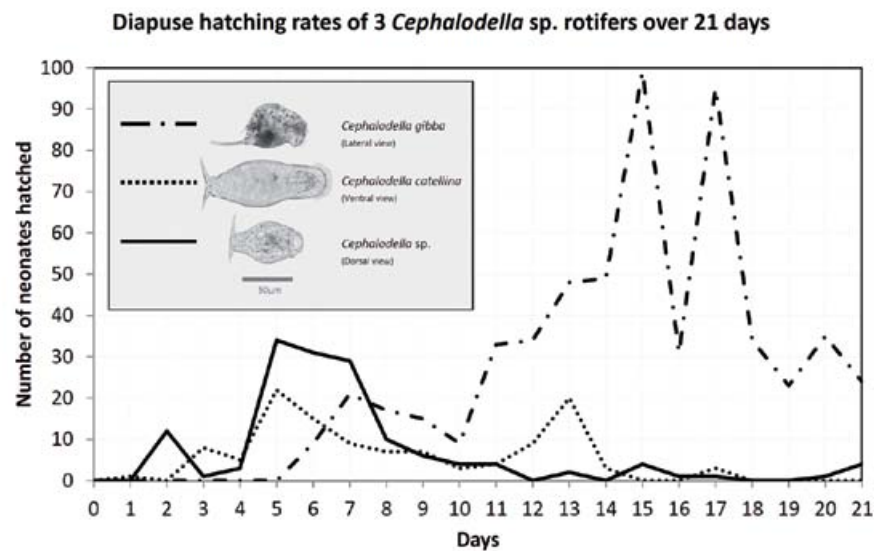 Diapuse hatching rates of 3 Cephalodella sp. rotifers over 21 days
Number of neonates hatched
100
90
80
70
60
50
40
30
20
10
0
Cephalodella gibba
(Lateral view)
Cephalodella catellina
(Ventral view)
Cephalodella sp.
(Dorsal view)
50µm
0 1 2 3 4 5 6 7 8 9 10 11 12 13 14 15 16 17 18 19 20 21
Days